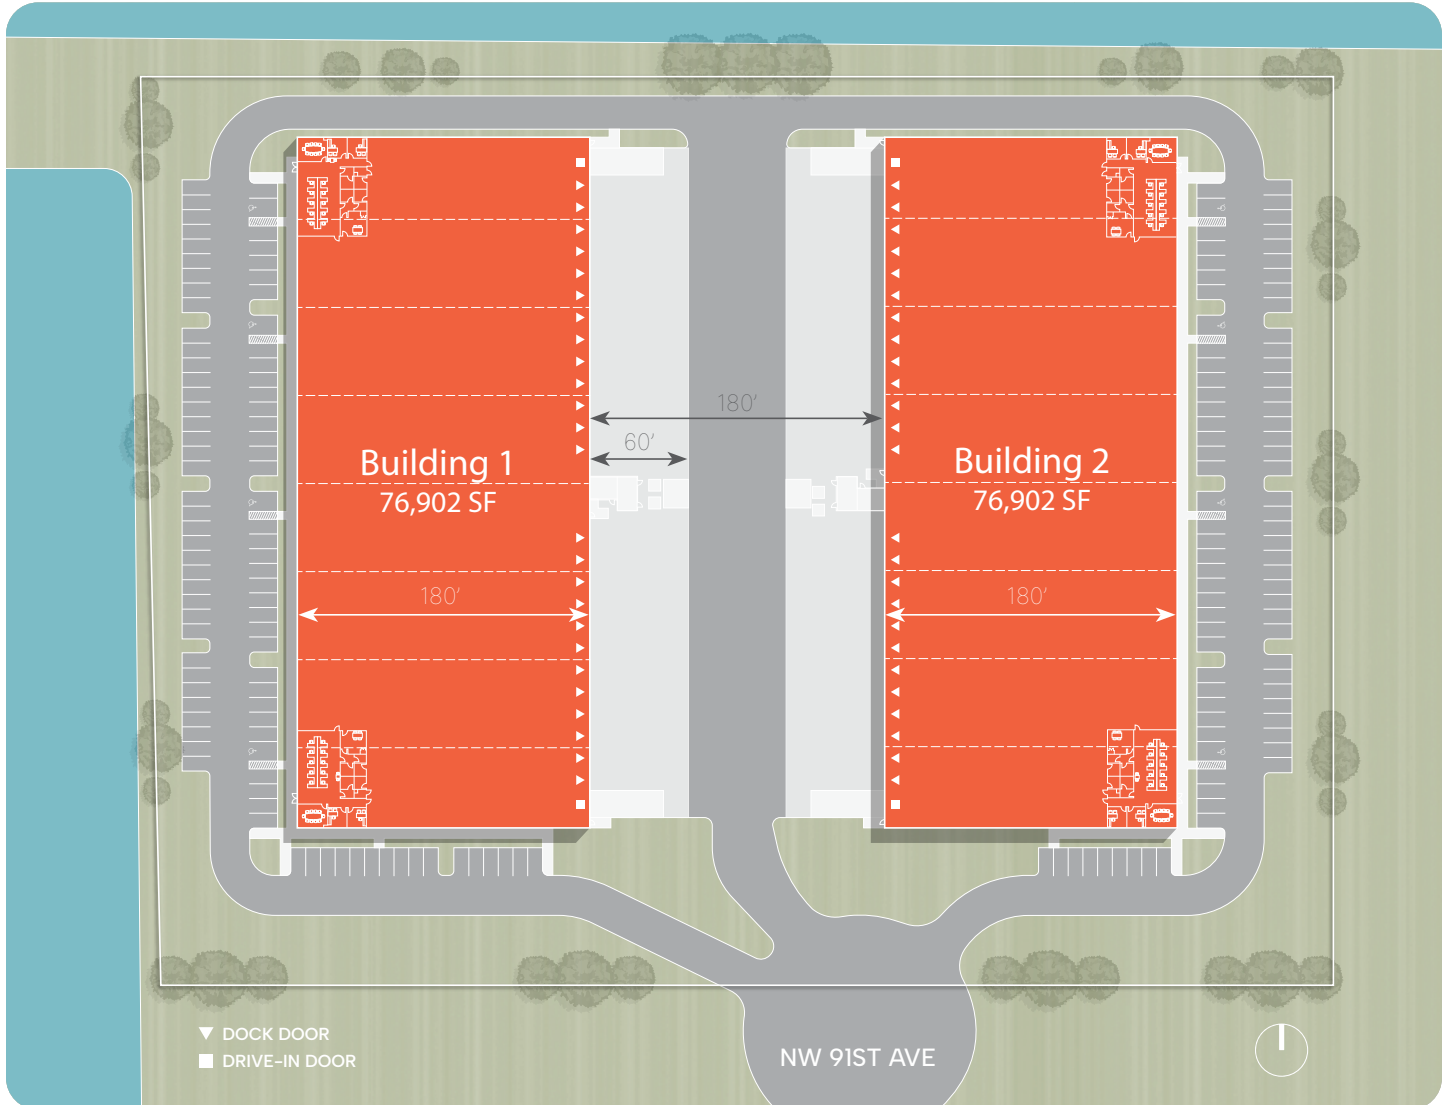 180’
60’
Building 1
76,902 SF
Building 2
76,902 SF
180’
180’
DOCK DOOR
DRIVE-IN DOOR
NW 91ST AVE